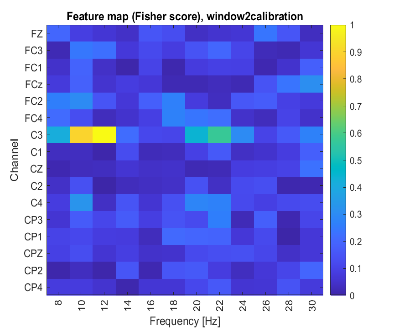 Feature map (Fisher score), window2calibration
Channel
FZ
FC3
FC1
FCz
FC2
FC4
C3
C1
CZ
C2
C4
CP3
CP1
CPZ
CP2
CP4
8 10 12 14 16 18 20 22 24 26 28 30
Frequency [Hz]
1
0.9
0.8
0.7
0.6
0.5
0.4
0.3
0.2
0.1
0